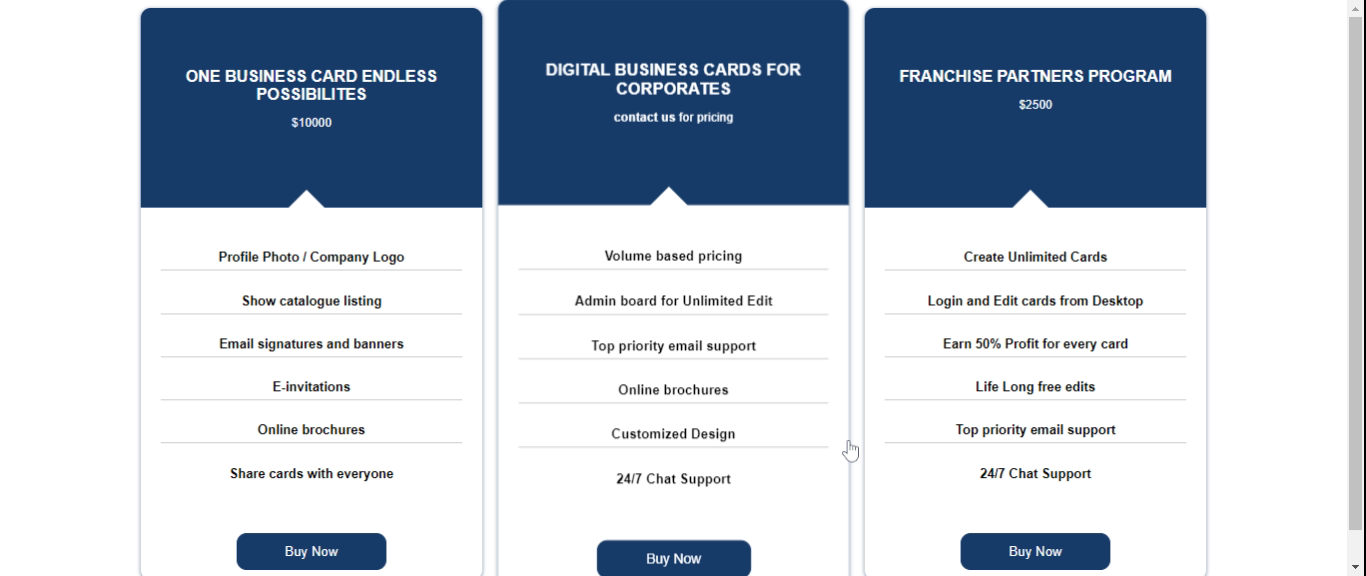 ONE BUSINESS CARD ENDLESS
POSSIBILITES
$10000
Profile Photo / Company Logo
Show catalogue listing
Email signatures and banners
E-invitations
Online brochures
Share cards with everyone
Buy Now
DIGITAL BUSINESS CARDS FOR
CORPORATES
contact us for pricing
Volume based pricing
Admin board for Unlimited Edit
Top priority email support
Online brochures
Customized Design
24/7 Chat Support
Buy Now
FRANCHISE PARTNERS PROGRAM
$2500
Create Unlimited Cards
Login and Edit cards from Desktop
Earn 50% Profit for every card
Life Long free edits
Top priority email support
24/7 Chat Support
Buy Now